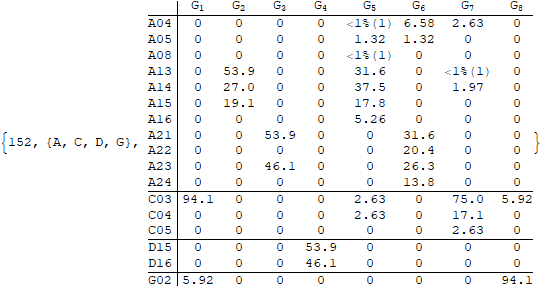 G1 G2 G3 G4 G5 G6 G7 G8
A04 0 0 0 0 <1%(1) 6.58 2.63 0
A05 0 0 0 0 1.32 1.32 0 0
A08 0 0 0 0 <1%(1) 0 0 0
A13 0 53.9 0 0 31.6 0 <1%(1) 0
A14 0 27.0 0 0 37.5 0 1.97 0
A15 0 19.1 0 0 17.8 0 0 0
A16 0 0 0 0 5.26 0 0 0
A21 0 0 53.9 0 0 31.6 0 0
{152, {A, C, D, G}, A22 0 0 0 0 0 20.4 0 0 }
A23 0 0 46.1 0 0 26.3 0 0
A24 0 0 0 0 0 13.8 0 0
C03 94.1 0 0 0 2.63 0 75.0 5.92
C04 0 0 0 0 2.63 0 17.1 0
C05 0 0 0 0 0 0 2.63 0
D15 0 0 0 53.9 0 0 0 0
D16 0 0 0 46.1 0 0 0 0
G02 5.92 0 0 0 0 0 0 94.1